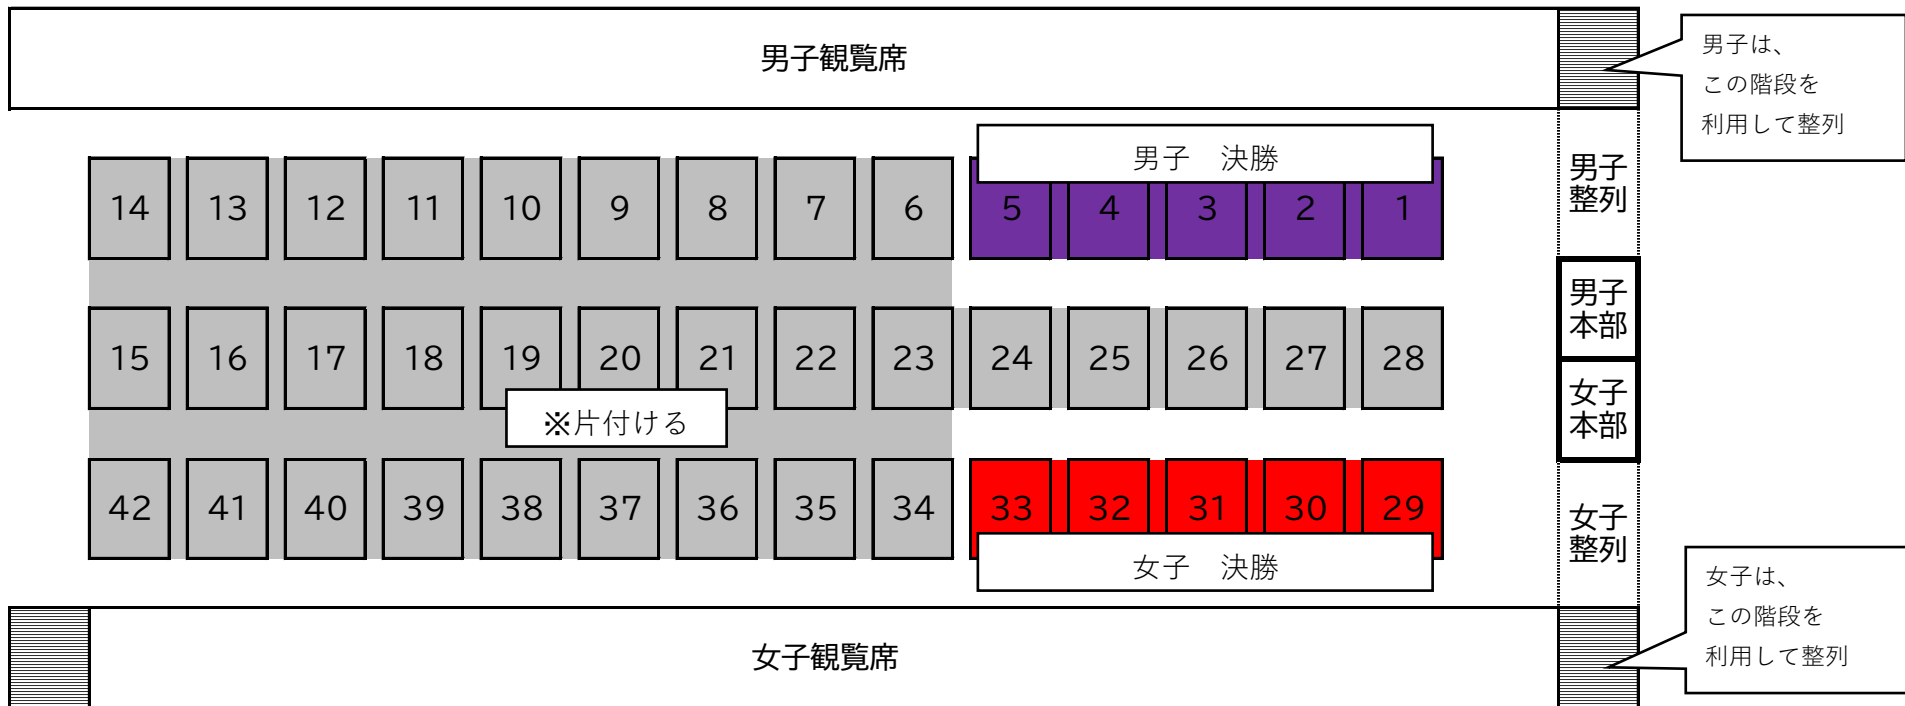 男子観覧席
男子は、
この階段を
利用して整列
男子　決勝
男子
整列
14 13 12 11 10 9 8 7 6 5 4 3 2 1
男子
本部
15 16 17 18 19 20 21 22 23 24 25 26 27 28
※片付ける
女子
本部
42 41 40 39 38 37 36 35 34 33 32 31 30 29
女子　決勝
女子
整列
女子は、
この階段を
利用して整列
女子観覧席